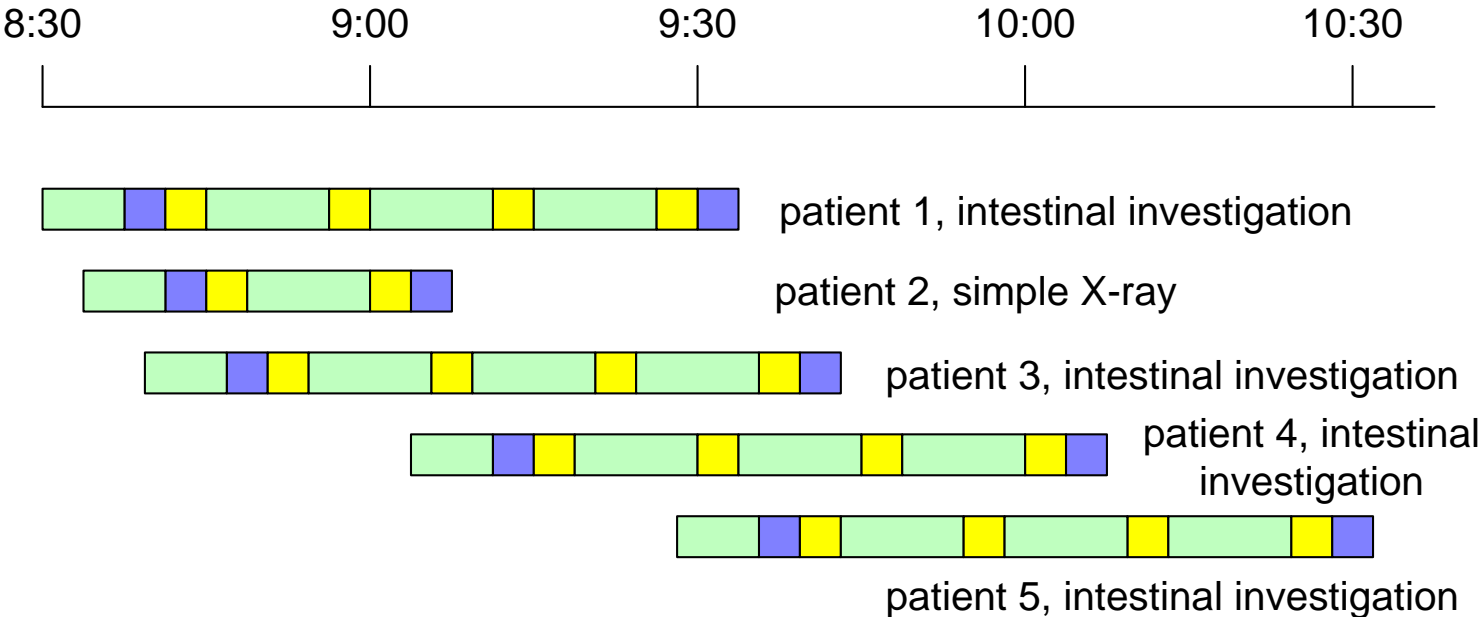 8:30 9:00 9:30 10:00 10:30
patient 1, intestinal investigation
patient 2, simple X-ray
patient 3, intestinal investigation
patient 4, intestinal
investigation
patient 5, intestinal investigation